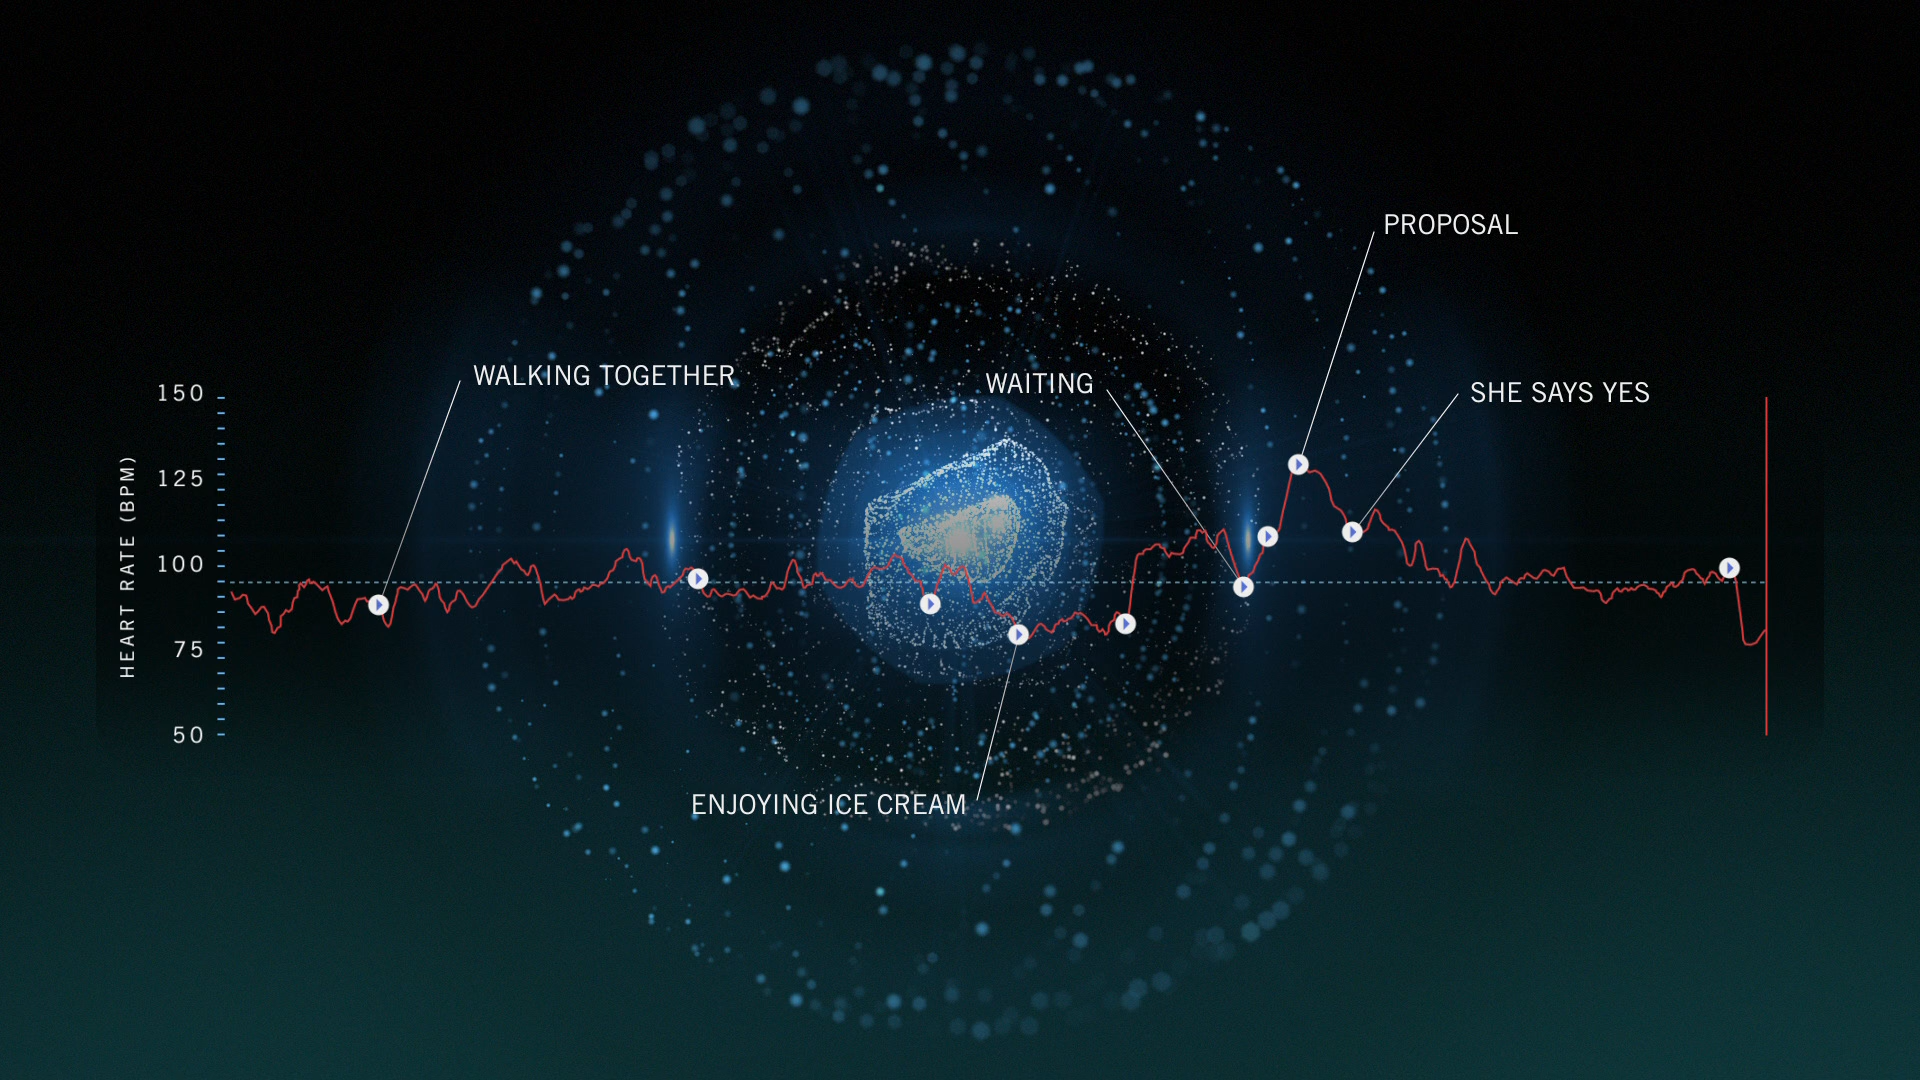 PROPOSAL
WALKING TOGETHER
WAITING
SHE SAYS YES
150
125
100
75
50
HEART RATE (BPM)
ENJOYING ICE CREAM